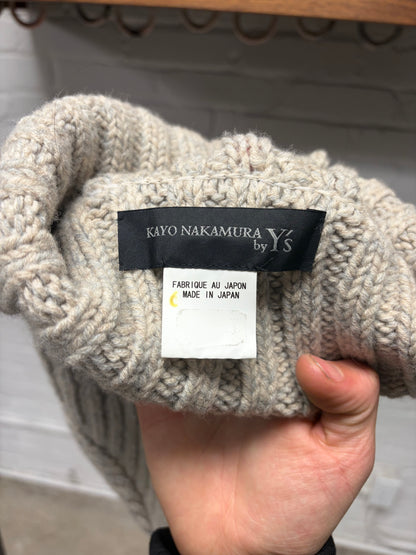 KAYO NAKAMURA
by Y's
FABRIQUE AU JAPON
MADE IN JAPAN